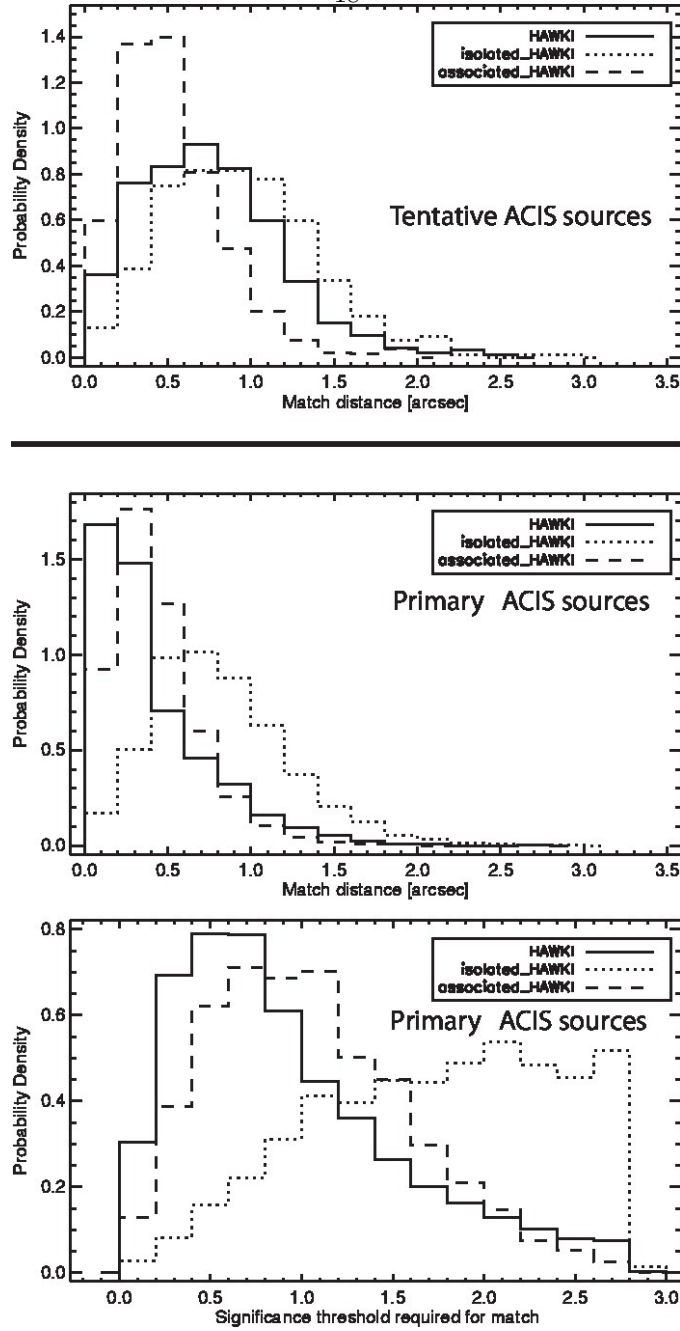 1.4
1.2
1.0
0.8
0.6
0.4
0.2
0.0
Probability Density
HAWKI
isolated_HAWKI
associated_HAWKI
Tentative ACIS sources
0.0 0.5 1.0 1.5 2.0 2.5 3.0 3.5
Match distance [arcsec]
1.5
1.0
0.5
0.0
Probability Density
HAWKI
isolated_HAWKI
associated_HAWKI
Primary ACIS sources
0.0 0.5 1.0 1.5 2.0 2.5 3.0 3.5
Match distance [arcsec]
0.8
0.6
0.4
0.2
0.0
Probability Density
HAWKI
isolated_HAWKI
associated_HAWKI
Primary ACIS sources
0.0 0.5 1.0 1.5 2.0 2.5 3.0
Significance threshold required for match